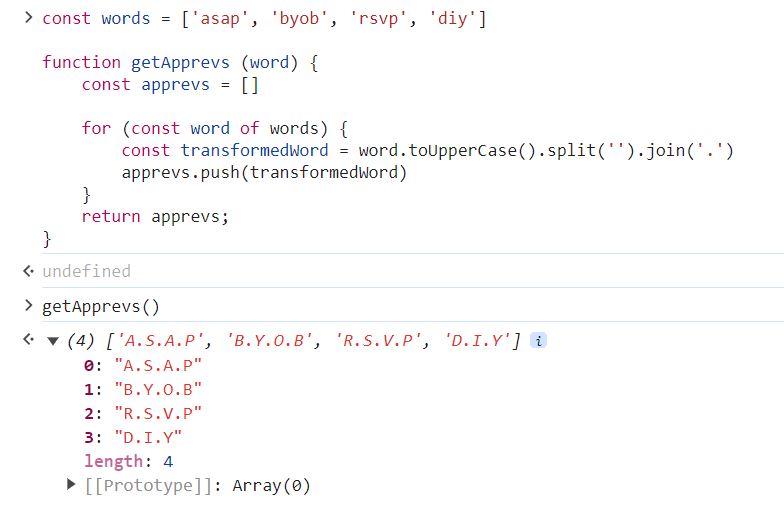 const words = ['asap', 'byob', 'rsvp', 'diy']
function getApprevs (word) {
const apprevs = []
for (const word of words) {
const transformedWord = word.toUpperCase().split('').join('.')
apprevs.push(transformedWord)
}
return apprevs;
}
undefined
getApprevs()
(4) ['A.S.A.P', 'B.Y.O.B', 'R.S.V.P', 'D.I.Y'] i
0: "A.S.A.P"
1: "B.Y.O.B"
2: "R.S.V.P"
3: "D.I.Y"
length: 4
[[Prototype]]: Array(0)